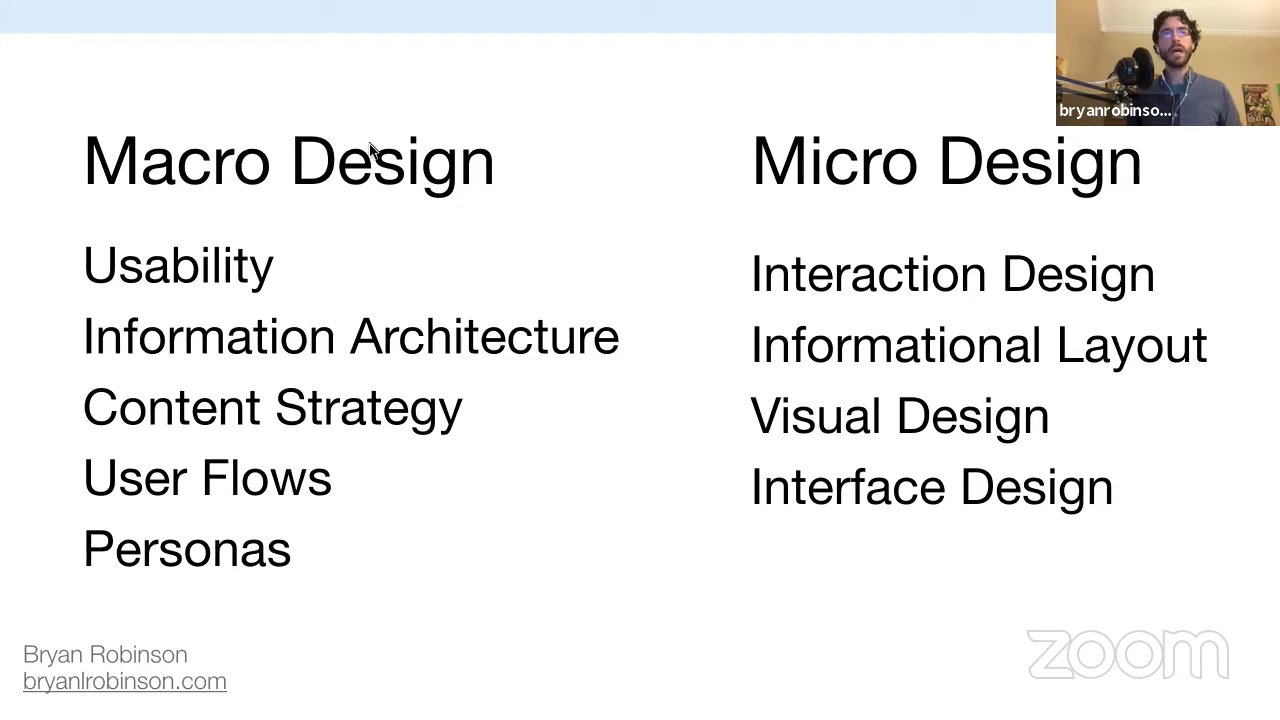 bryanrobinso...
Macro Design
Usability
Information Architecture
Content Strategy
User Flows
Personas
Micro Design
Interaction Design
Informational Layout
Visual Design
Interface Design
Bryan Robinson
bryanlrobinson.com
zoom